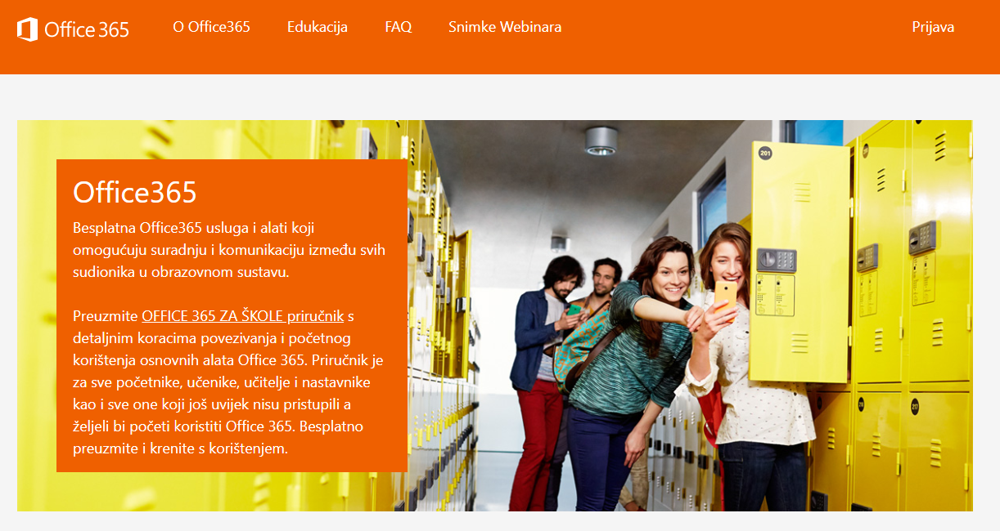 Office 365
O Office365
Edukacija
FAQ
Snimke Webinara
Prijava
Office365
Besplatna Office365 usluga i alati koji
omogućuju suradnju i komunikaciju između svih
sudionika u obrazovnom sustavu.
Preuzmite OFFICE 365 ZA ŠKOLE priručnik s
detaljnim koracima povezivanja i početnog
korištenja osnovnih alata Office 365. Priručnik je
za sve početnike, učenike, učitelje i nastavnike
kao i sve one koji još uvijek nisu pristupili a
željeli bi početi koristiti Office 365. Besplatno
preuzmite i krenite s korištenjem.
201
217